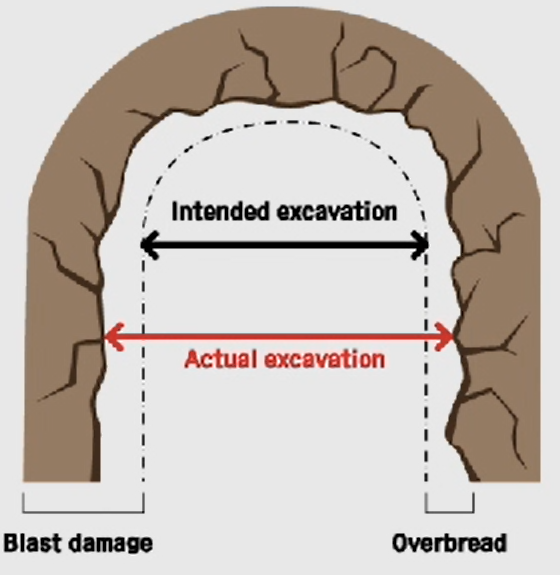 Intended excavation
Actual excavation
Blast damage
Overbread